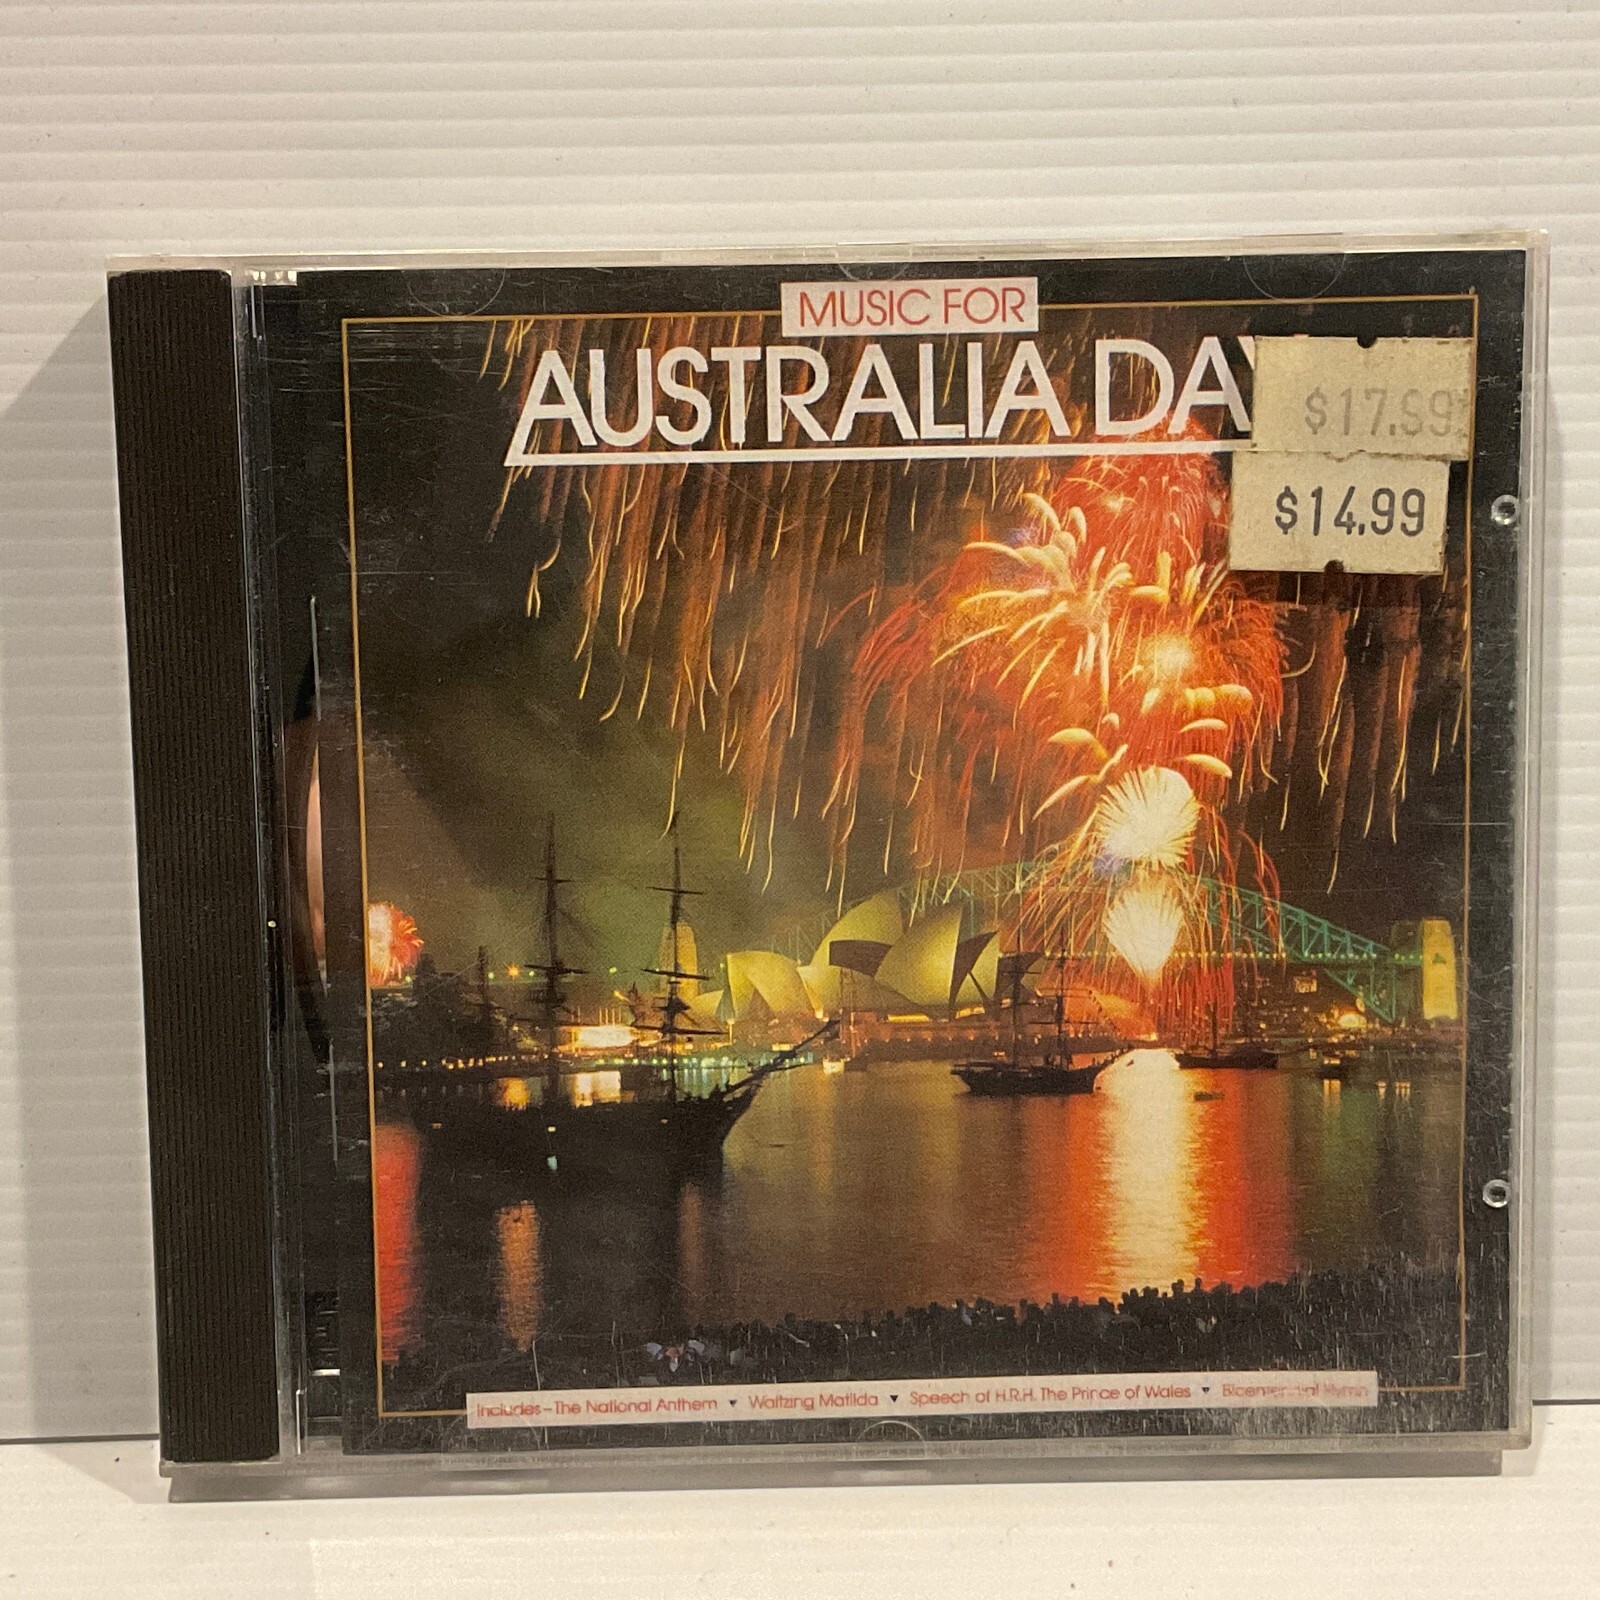 MUSIC FOR
AUSTRALIA DAY
$17.99
$14.99
Includes–The National Anthem ▼ Waltzing Matilda ▼ Speech of H.R.H. The Prince of Wales ▼ Bicentennial Hymn